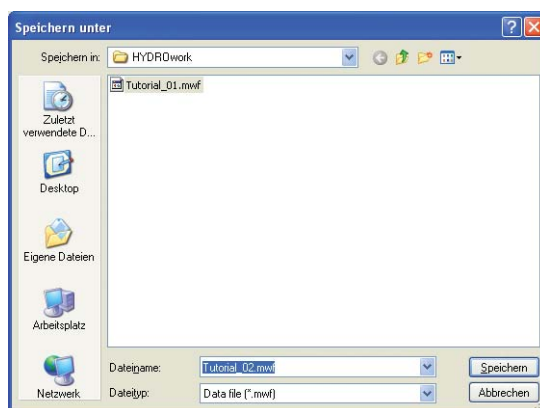 Speichern unter
Speichern in: HYDROwork
Tutorial_01.mwf
Zuletzt
verwendete D...
Desktop
Eigene Dateien
Arbeitsplatz
Netzwerk
Dateiname: Tutorial_02.mwf Speichern
Dateityp: Data file (*.mwf) Abbrechen